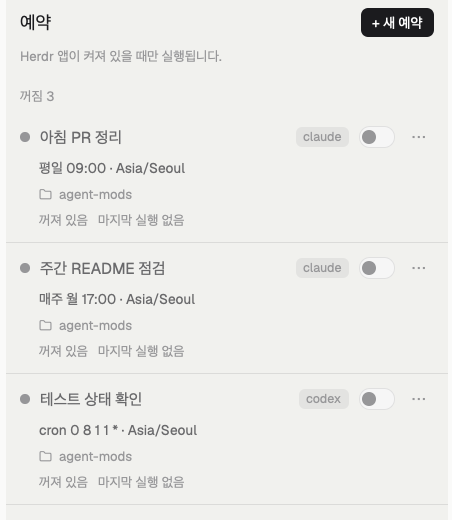 예약
+ 새 예약
Herdr 앱이 켜져 있을 때만 실행됩니다.
꺼짐 3
아침 PR 정리 claude
평일 09:00 · Asia/Seoul
agent-mods
꺼져 있음 마지막 실행 없음
주간 README 점검 claude
매주 월 17:00 · Asia/Seoul
agent-mods
꺼져 있음 마지막 실행 없음
테스트 상태 확인 codex
cron 0 8 1 1 * · Asia/Seoul
agent-mods
꺼져 있음 마지막 실행 없음